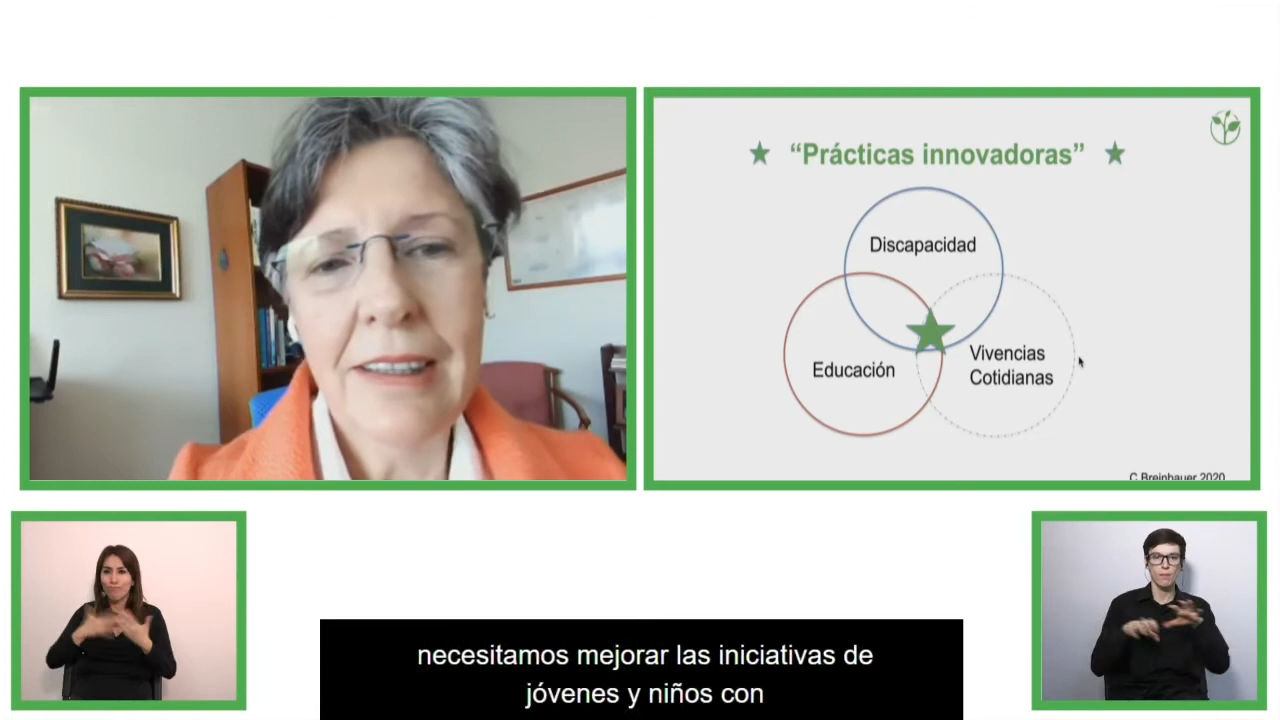 ★ “Prácticas innovadoras” ★
Discapacidad
Educación
Vivencias
Cotidianas
C Breinbauer 2020
necesitamos mejorar las iniciativas de
jóvenes y niños con